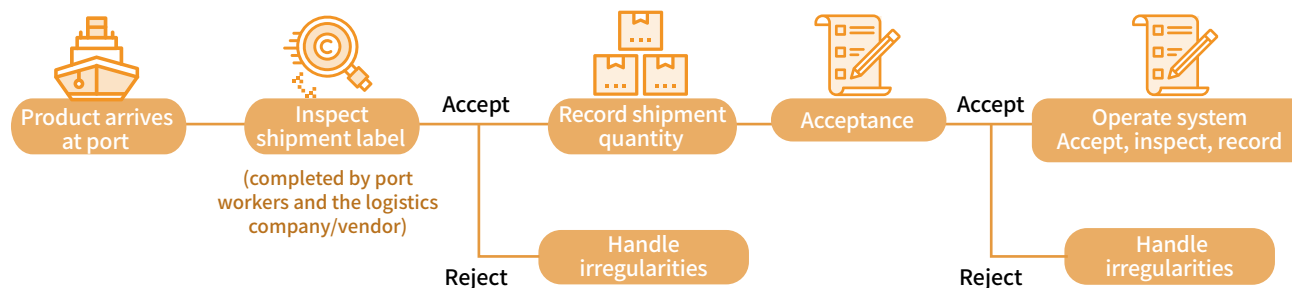 Product arrives
at port
Inspect
shipment label
(completed by port
workers and the logistics
company/vendor)
Accept
Reject
Record shipment
quantity
Handle
irregularities
Acceptance
Accept
Reject
Operate system
Accept, inspect, record
Handle
irregularities